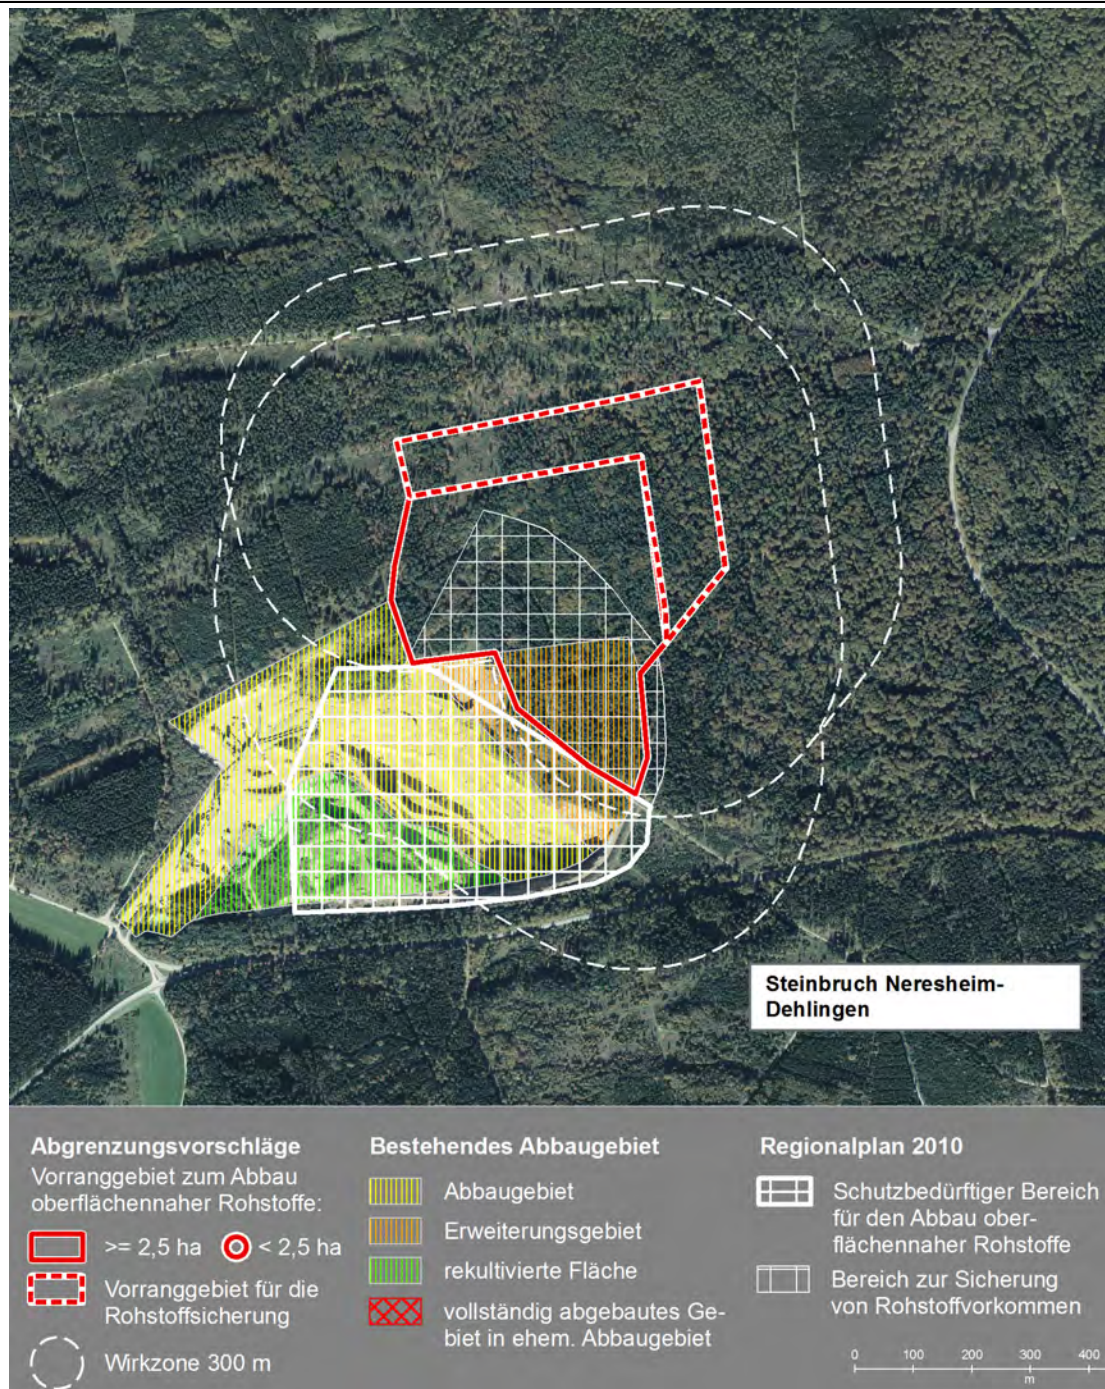 Steinbruch Neresheim-
Dehlingen
Abgrenzungsvorschläge
Vorranggebiet zum Abbau
oberflächennaher Rohstoffe:
>= 2,5 ha
< 2,5 ha
Vorranggebiet für die
Rohstoffsicherung
Wirkzone 300 m
Bestehendes Abbaugebiet
Abbaugebiet
Erweiterungsgebiet
rekultivierte Fläche
vollständig abgebautes Ge-
biet in ehem. Abbaugebiet
Regionalplan 2010
Schutzbedürftiger Bereich
für den Abbau ober-
flächennaher Rohstoffe
Bereich zur Sicherung
von Rohstoffvorkommen
0 100 200 300 400
m